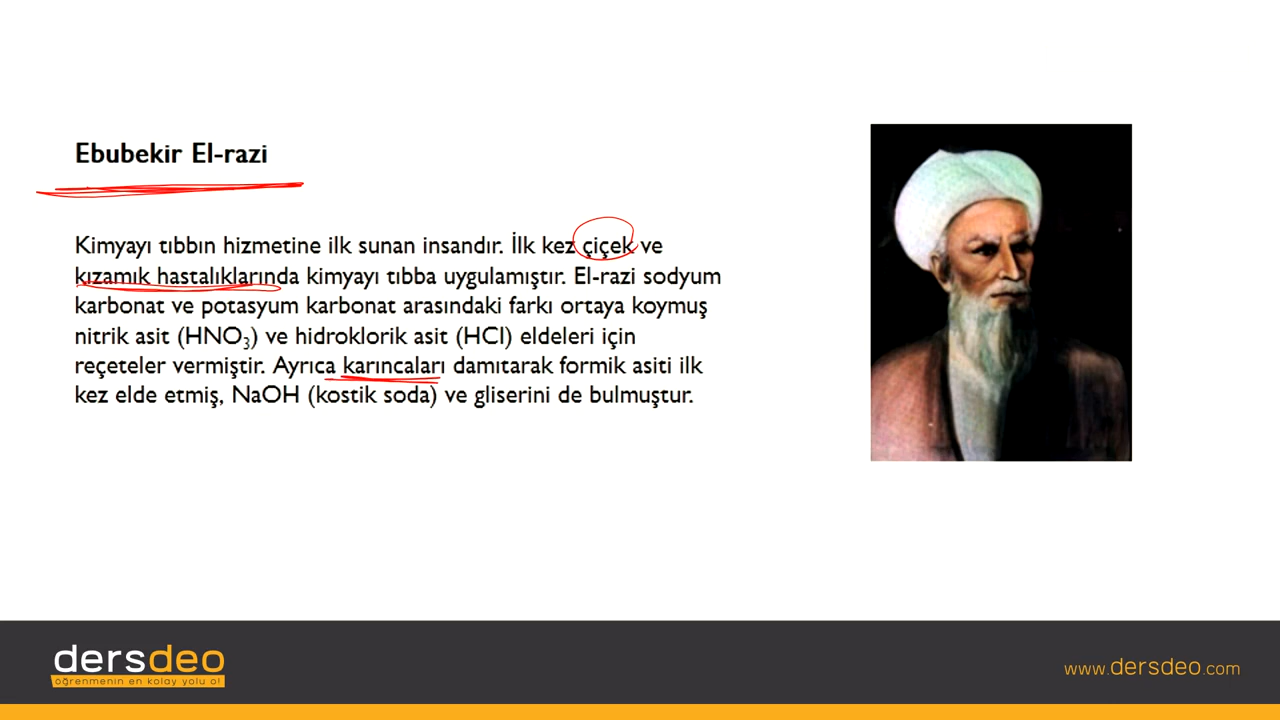 Ebubekir El-razi
Kimyayı tıbbın hizmetine ilk sunan insandır. İlk kez çiçek ve
kızamık hastalıklarında kimyayı tıbba uygulamıştır. El-razi sodyum
karbonat ve potasyum karbonat arasındaki farkı ortaya koymuş
nitrik asit (HNO₃) ve hidroklorik asit (HCl) eldeleri için
reçeteler vermiştir. Ayrıca karıncaları damıtarak formik asiti ilk
kez elde etmiş, NaOH (kostik soda) ve gliserini de bulmuştur.
dersdeo
öğrenmenin en kolay yolu o!
www.dersdeo.com